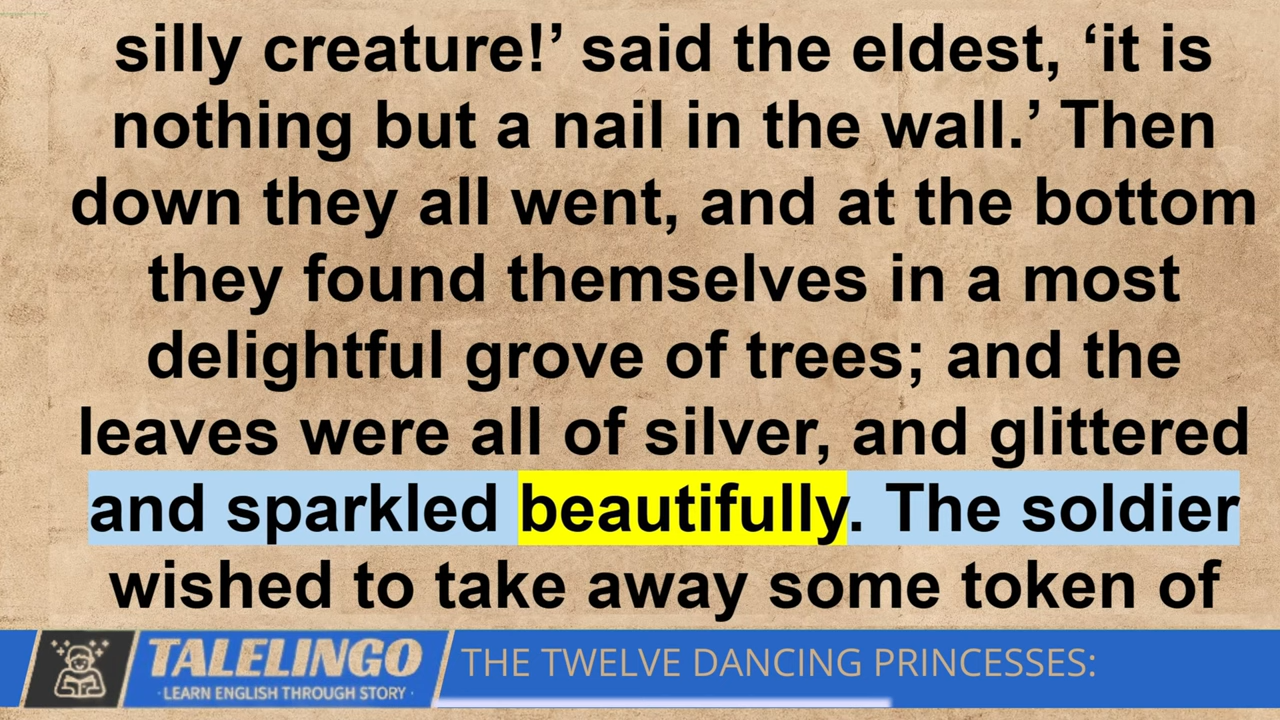 silly creature!’ said the eldest, ‘it is
nothing but a nail in the wall.’ Then
down they all went, and at the bottom
they found themselves in a most
delightful grove of trees; and the
leaves were all of silver, and glittered
and sparkled beautifully. The soldier
wished to take away some token of
TALELINGO
· LEARN ENGLISH THROUGH STORY ·
THE TWELVE DANCING PRINCESSES: